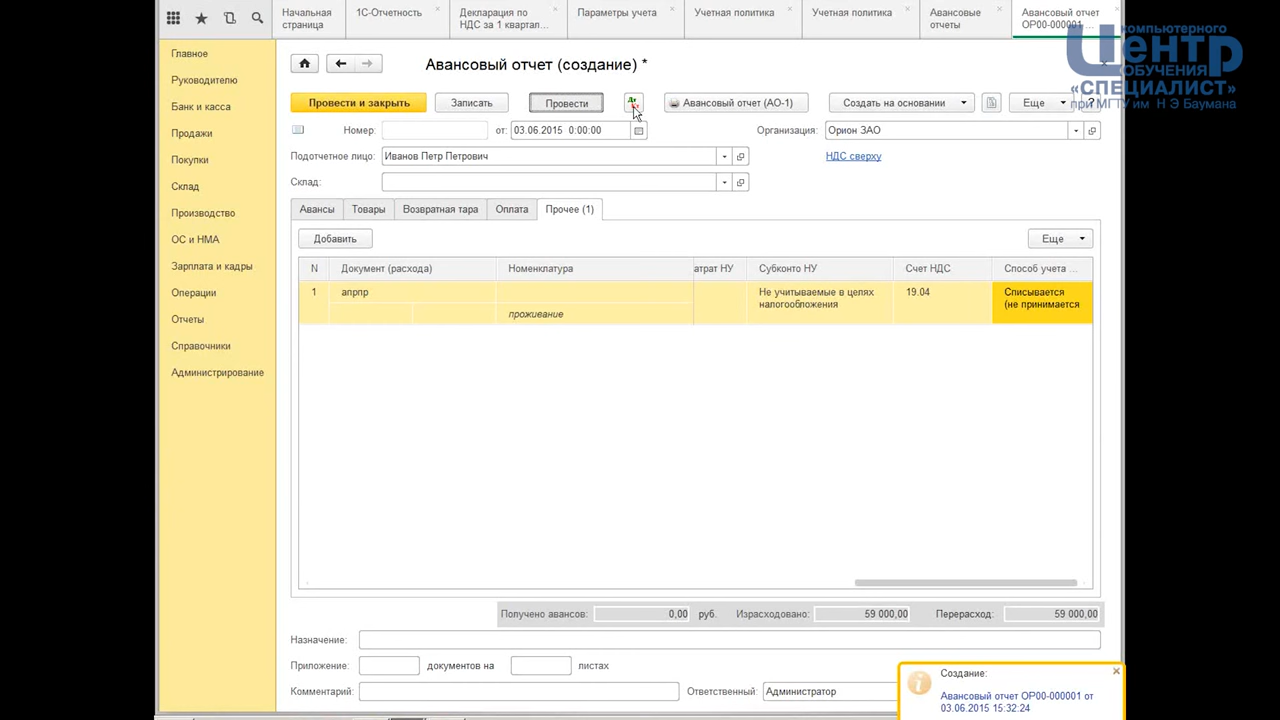 Начальная страница
1С-Отчетность
Декларация по НДС за 1 квартал...
Параметры учета
Учетная политика
Учетная политика
Авансовые отчеты
Авансовый отчет ОР00-000001 ...
компьютерного
Центр
ОБУЧЕНИЯ
«СПЕЦИАЛИСТ»
при МГТУ им Н Э Баумана
Главное
Руководителю
Банк и касса
Продажи
Покупки
Склад
Производство
ОС и НМА
Зарплата и кадры
Операции
Отчеты
Справочники
Администрирование
Авансовый отчет (создание) *
Провести и закрыть
Записать
Провести
Авансовый отчет (АО-1)
Создать на основании
Еще
?
Номер:
от:
03.06.2015 0:00:00
Организация:
Орион ЗАО
Подотчетное лицо:
Иванов Петр Петрович
НДС сверху
Склад:
Авансы
Товары
Возвратная тара
Оплата
Прочее (1)
Добавить
Еще
N
Документ (расхода)
Номенклатура
атрат НУ
Субконто НУ
Счет НДС
Способ учета ...
1
апрпр
проживание
Не учитываемые в целях
налогообложения
19.04
Списывается
(не принимается
Получено авансов:
0,00
руб.
Израсходовано:
59 000,00
Перерасход:
59 000,00
Назначение:
Приложение:
документов на
листах
Комментарий:
Ответственный:
Администратор
Создание:
Авансовый отчет ОР00-000001 от
03.06.2015 15:32:24